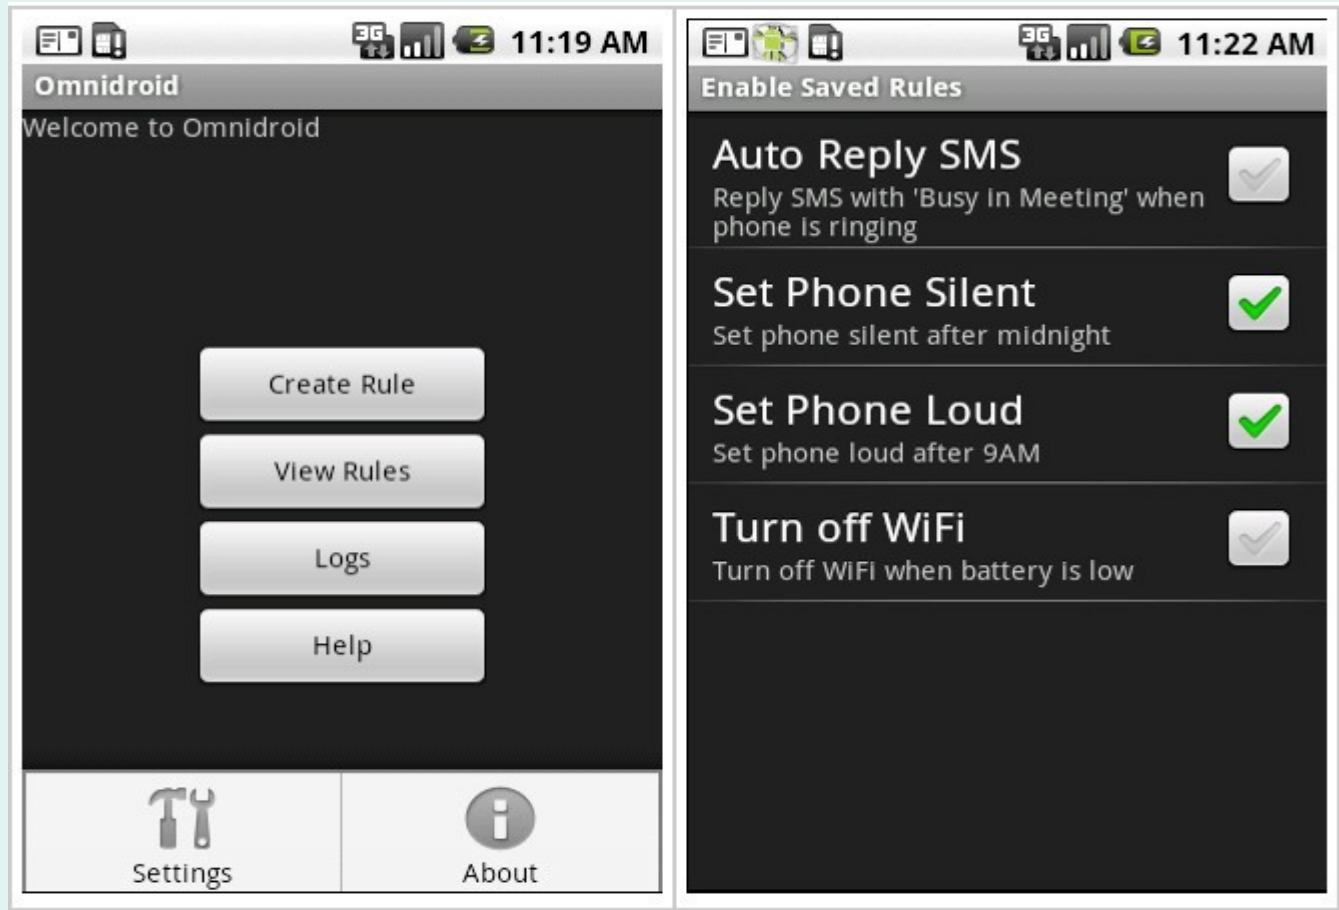 3G
11:19 AM
Omnidroid
Welcome to Omnidroid
Create Rule
View Rules
Logs
Help
Settings
About
3G
11:22 AM
Enable Saved Rules
Auto Reply SMS
Reply SMS with 'Busy in Meeting' when
phone is ringing
Set Phone Silent
Set phone silent after midnight
Set Phone Loud
Set phone loud after 9AM
Turn off WiFi
Turn off WiFi when battery is low